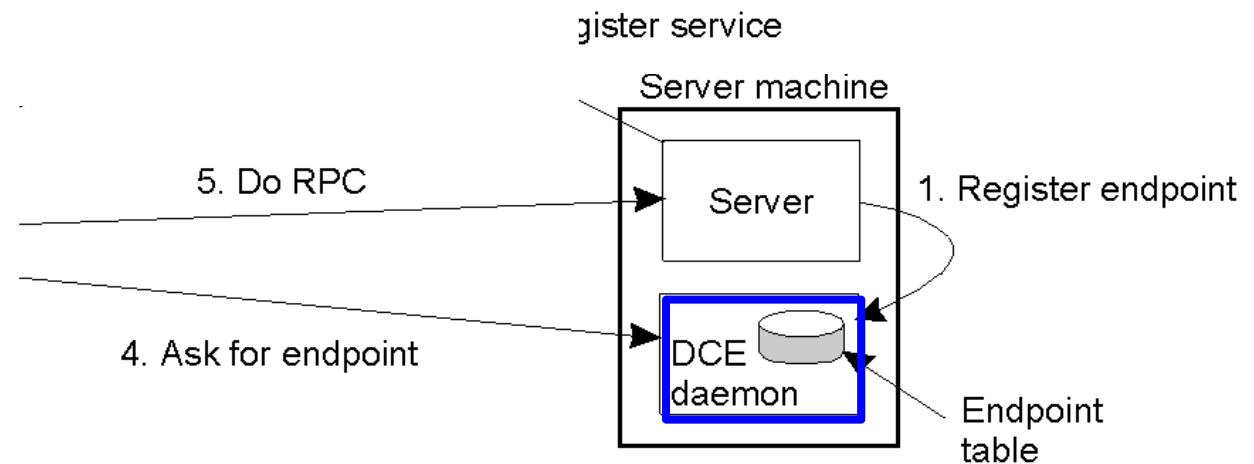 gister service
Server machine
5. Do RPC
Server
1. Register endpoint
4. Ask for endpoint
DCE
daemon
Endpoint
table